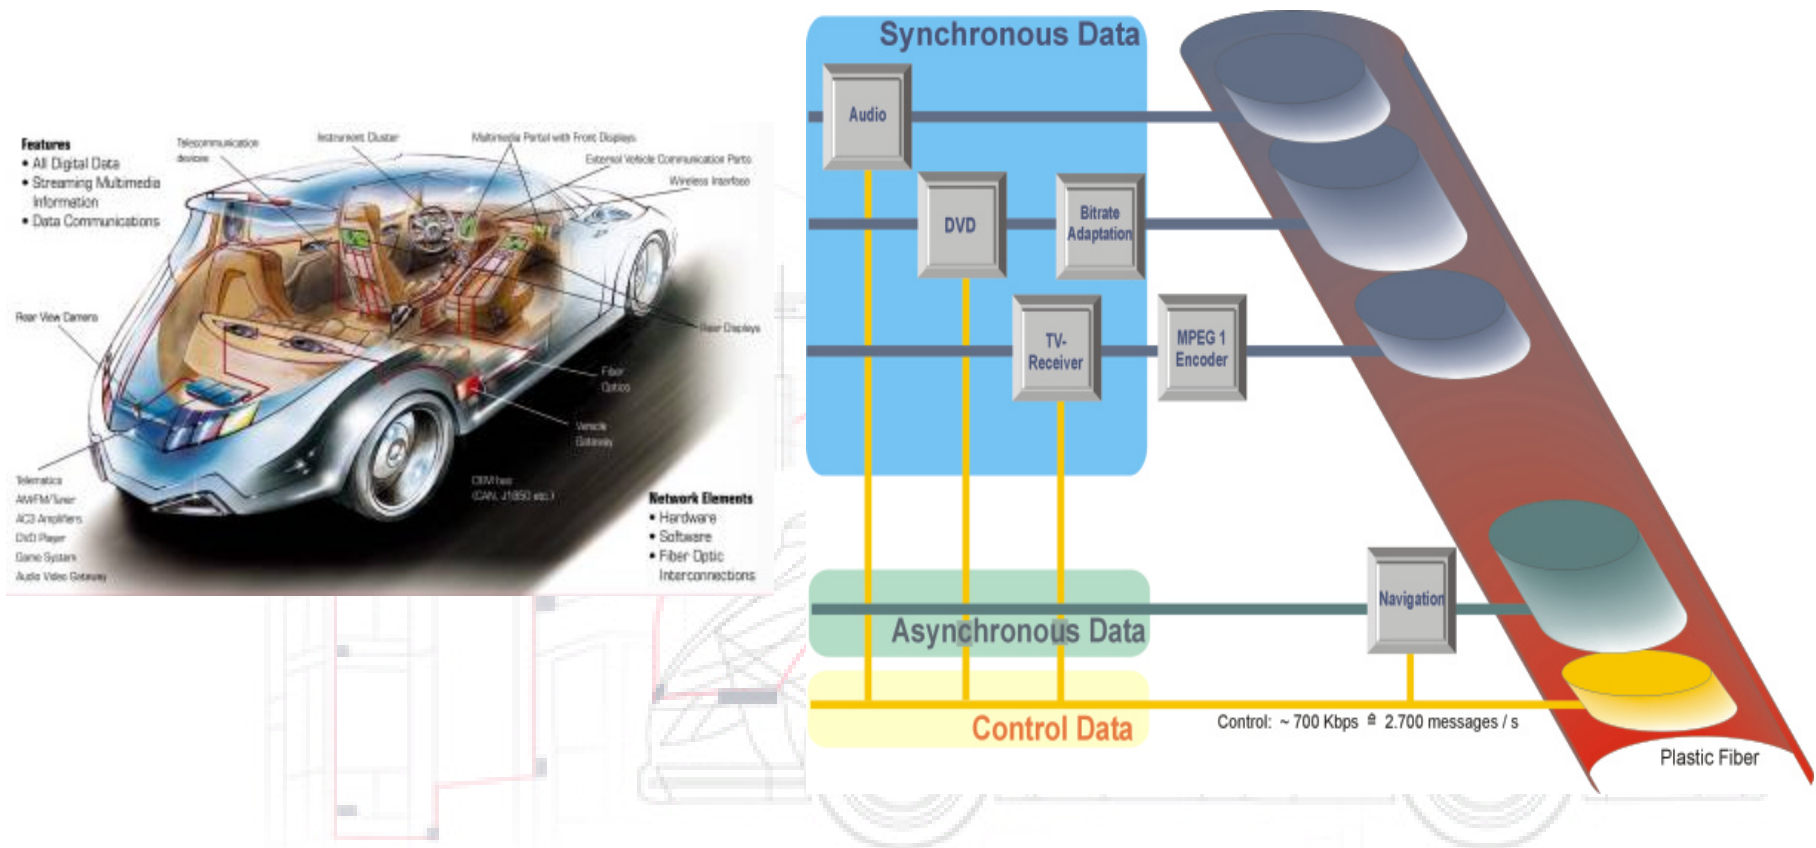 Features
• All Digital Data
• Streaming Multimedia
Information
• Data Communications
Telecommunication
devices
Instrument Cluster
Multimedia Portal with Front Displays
External Vehicle Communication Ports
Wireless Interface
Rear View Camera
Rear Displays
Fiber
Optics
Vehicle
Gateway
(CAN, J1850 etc.)
Telematics
AM/FM/Tuner
AC3 Amplifiers
DVD Player
Game System
Audio Video Gateway
Network Elements
• Hardware
• Software
• Fiber Optic
Interconnections
Synchronous Data
Audio
DVD
Bitrate
Adaptation
TV-
Receiver
MPEG 1
Encoder
Navigation
Asynchronous Data
Control Data
Control: ~ 700 Kbps ≙ 2.700 messages / s
Plastic Fiber